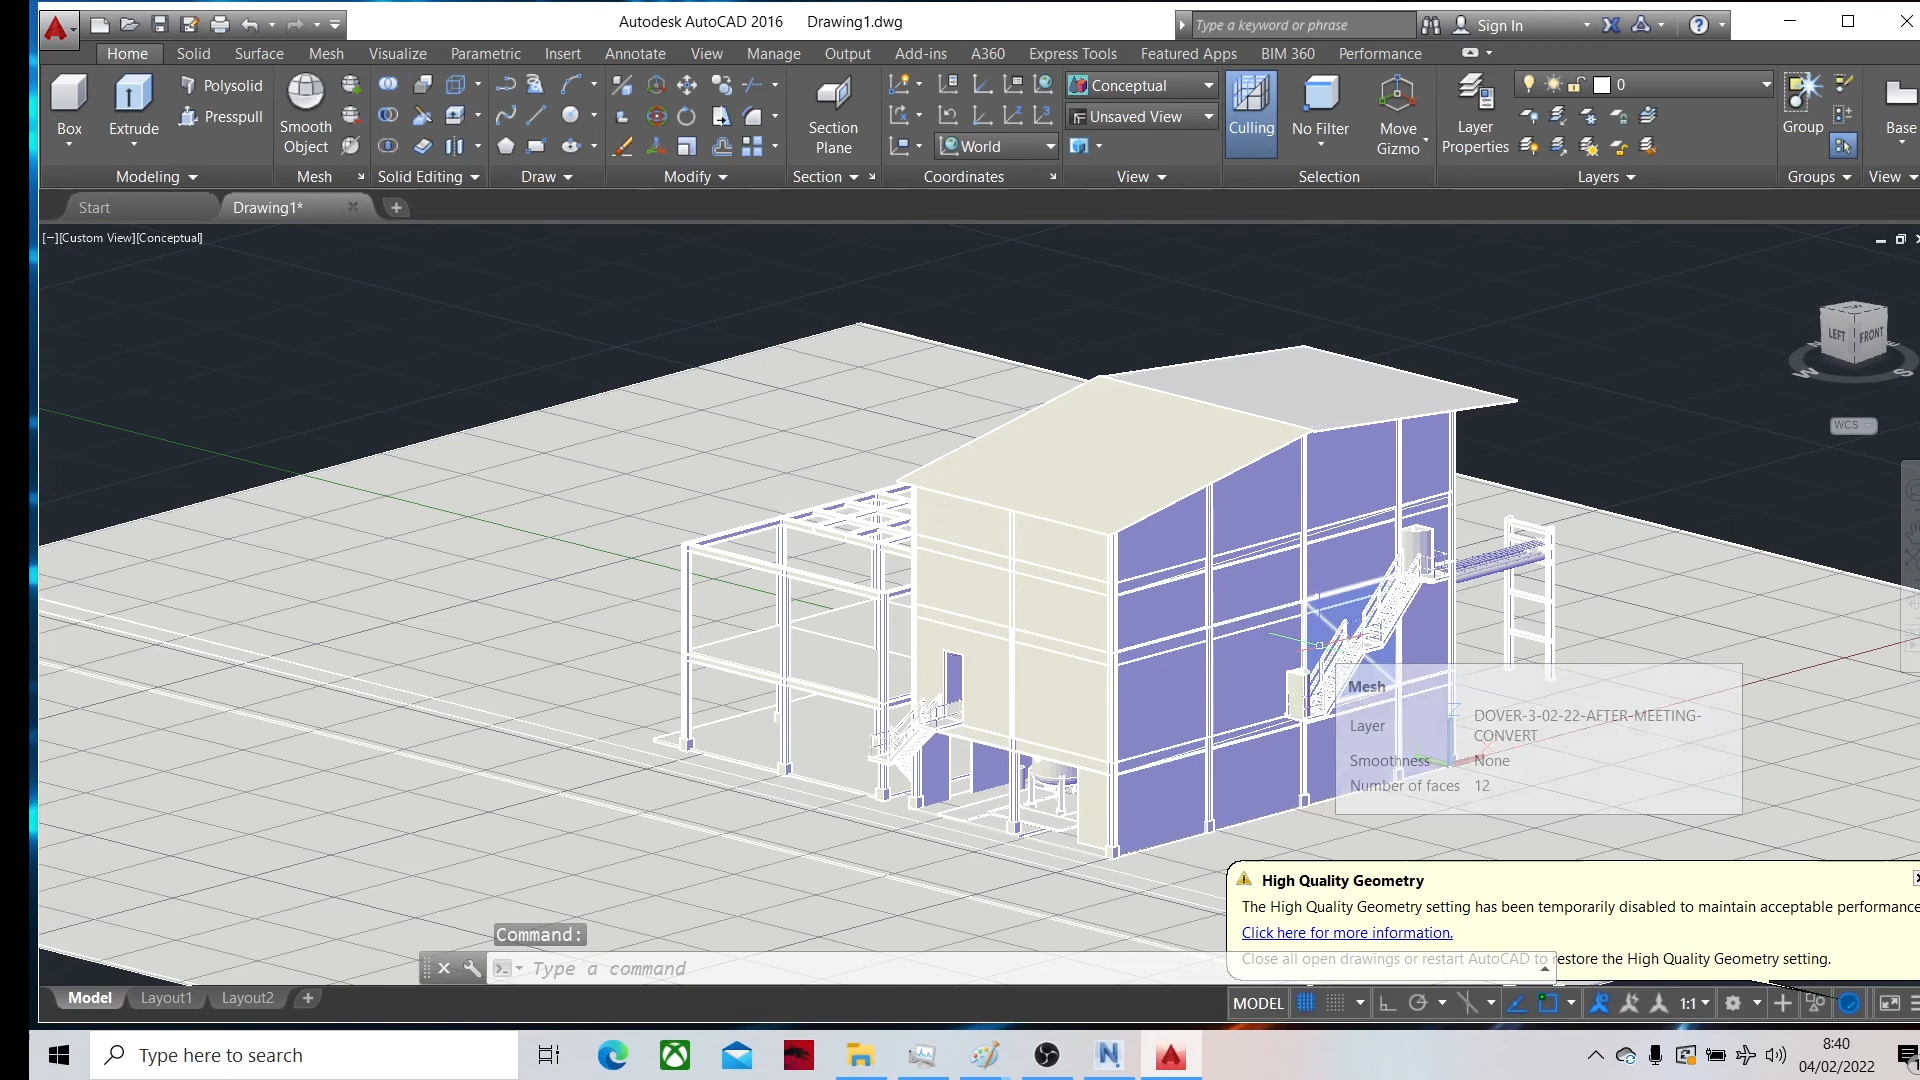 Autodesk AutoCAD 2016 Drawing1.dwg
Type a keyword or phrase
Sign In
Home Solid Surface Mesh Visualize Parametric Insert Annotate View Manage Output Add-ins A360 Express Tools Featured Apps BIM 360 Performance
Box
Extrude
Polysolid
Presspull
Smooth
Object
Section
Plane
World
Conceptual
Unsaved View
Culling
No Filter
Move
Gizmo
Layer
Properties
0
Group
Base
Modeling Mesh Solid Editing Draw Modify Section Coordinates View Selection Layers Groups View
Start Drawing1*
[−][Custom View][Conceptual]
LEFT FRONT
W S
WCS
Mesh
Layer DOVER-3-02-22-AFTER-MEETING-
CONVERT
Smoothness None
Number of faces 12
Z
High Quality Geometry
The High Quality Geometry setting has been temporarily disabled to maintain acceptable performance
Click here for more information.
Close all open drawings or restart AutoCAD to restore the High Quality Geometry setting.
Command:
Type a command
Model Layout1 Layout2
MODEL 1:1
Type here to search
8:40
04/02/2022